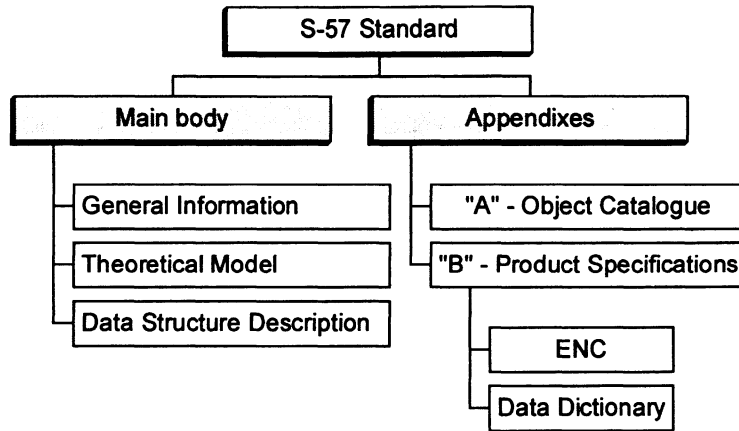 S-57 Standard
Main body
Appendixes
General Information
Theoretical Model
Data Structure Description
"A" - Object Catalogue
"B" - Product Specifications
ENC
Data Dictionary